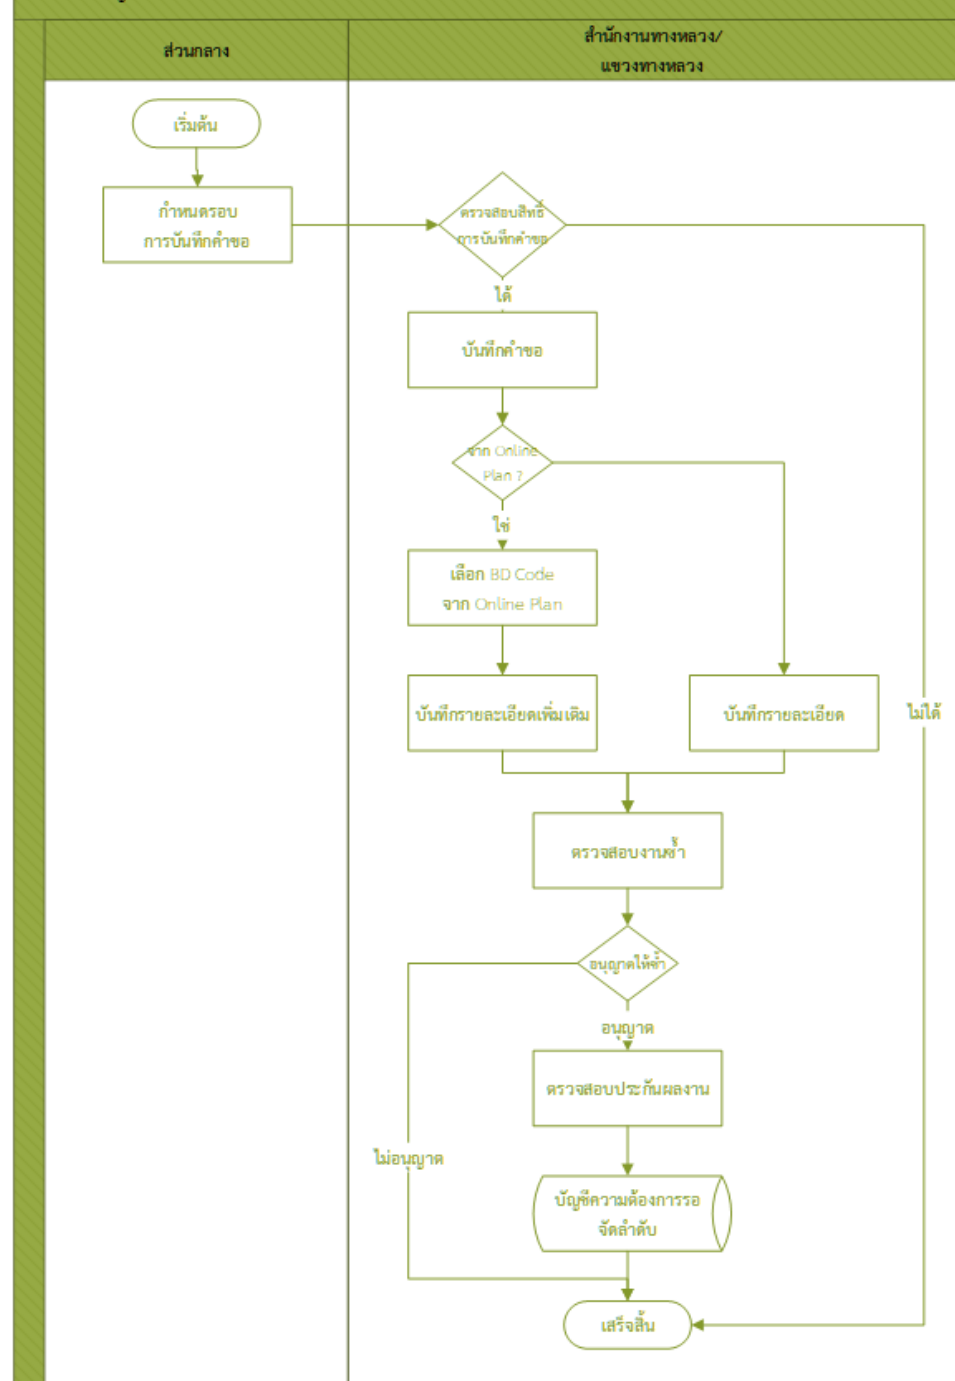 ส่วนกลาง
สำนักงานทางหลวง/
แขวงทางหลวง
เริ่มต้น
กำหนดรอบ
การบันทึกคำขอ
ตรวจสอบสิทธิ์
การบันทึกคำขอ
ได้
บันทึกคำขอ
จาก Online
Plan ?
ใช่
เลือก BD Code
จาก Online Plan
บันทึกรายละเอียดเพิ่มเติม
บันทึกรายละเอียด
ไม่ได้
ตรวจสอบงานซ้ำ
อนุญาตให้ซ้ำ
อนุญาต
ตรวจสอบประกันผลงาน
ไม่อนุญาต
บัญชีความต้องการรอ
จัดลำดับ
เสร็จสิ้น